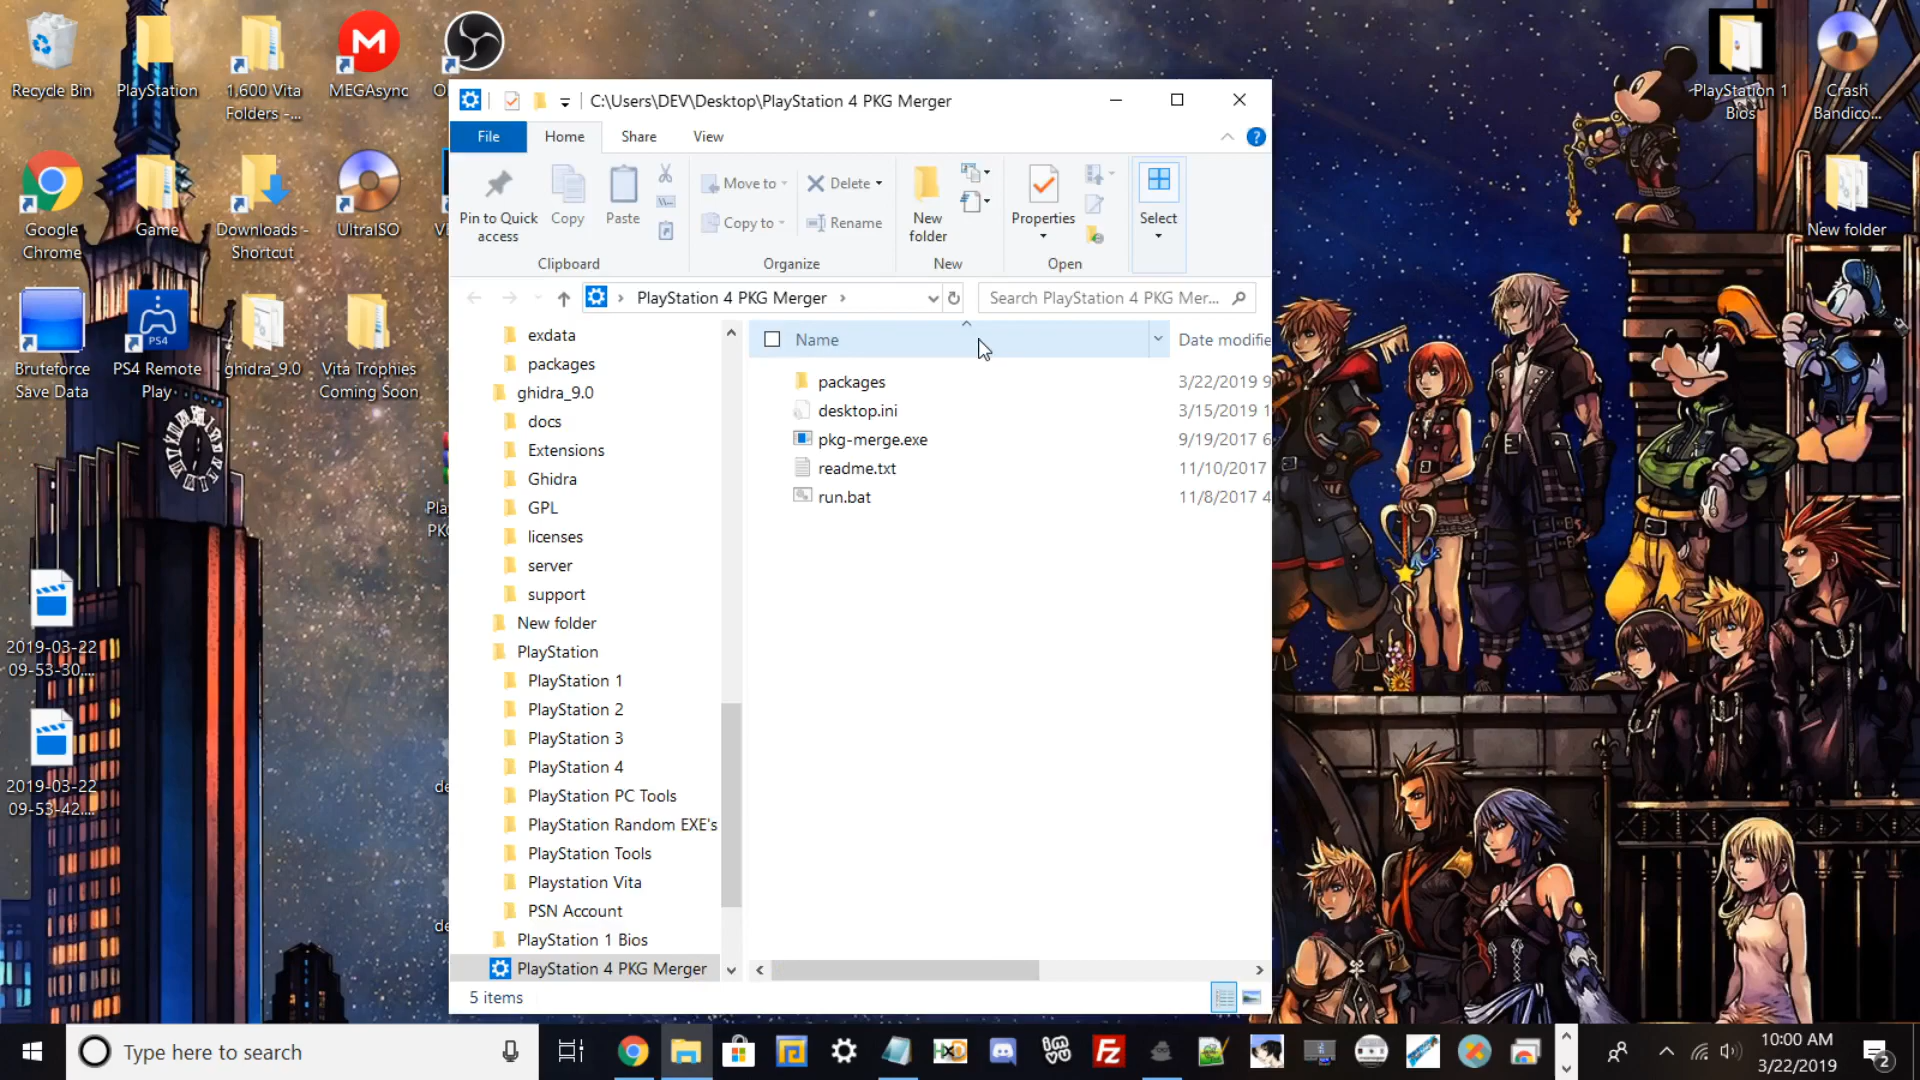 Recycle Bin
PlayStation
1,600 Vita
Folders -...
MEGAsync
PlayStation 1
Bios
Crash
Bandico...
Google
Chrome
Game
Downloads -
Shortcut
UltraISO
New folder
PS4
Bruteforce
Save Data
PS4 Remote
Play
ghidra_9.0
Vita Trophies
Coming Soon
2019-03-22
09-53-30....
2019-03-22
09-53-42....
C:\Users\DEV\Desktop\PlayStation 4 PKG Merger
File
Home
Share
View
Pin to Quick
access
Copy
Paste
Move to
Copy to
Delete
Rename
New
folder
Properties
Select
Clipboard
Organize
New
Open
PlayStation 4 PKG Merger
Search PlayStation 4 PKG Mer...
exdata
packages
ghidra_9.0
docs
Extensions
Ghidra
GPL
licenses
server
support
New folder
PlayStation
PlayStation 1
PlayStation 2
PlayStation 3
PlayStation 4
PlayStation PC Tools
PlayStation Random EXE's
PlayStation Tools
Playstation Vita
PSN Account
PlayStation 1 Bios
PlayStation 4 PKG Merger
Name
Date modifie
packages
3/22/2019 9
desktop.ini
3/15/2019 1
pkg-merge.exe
9/19/2017 6
readme.txt
11/10/2017
run.bat
11/8/2017 4
5 items
Type here to search
10:00 AM
3/22/2019
2